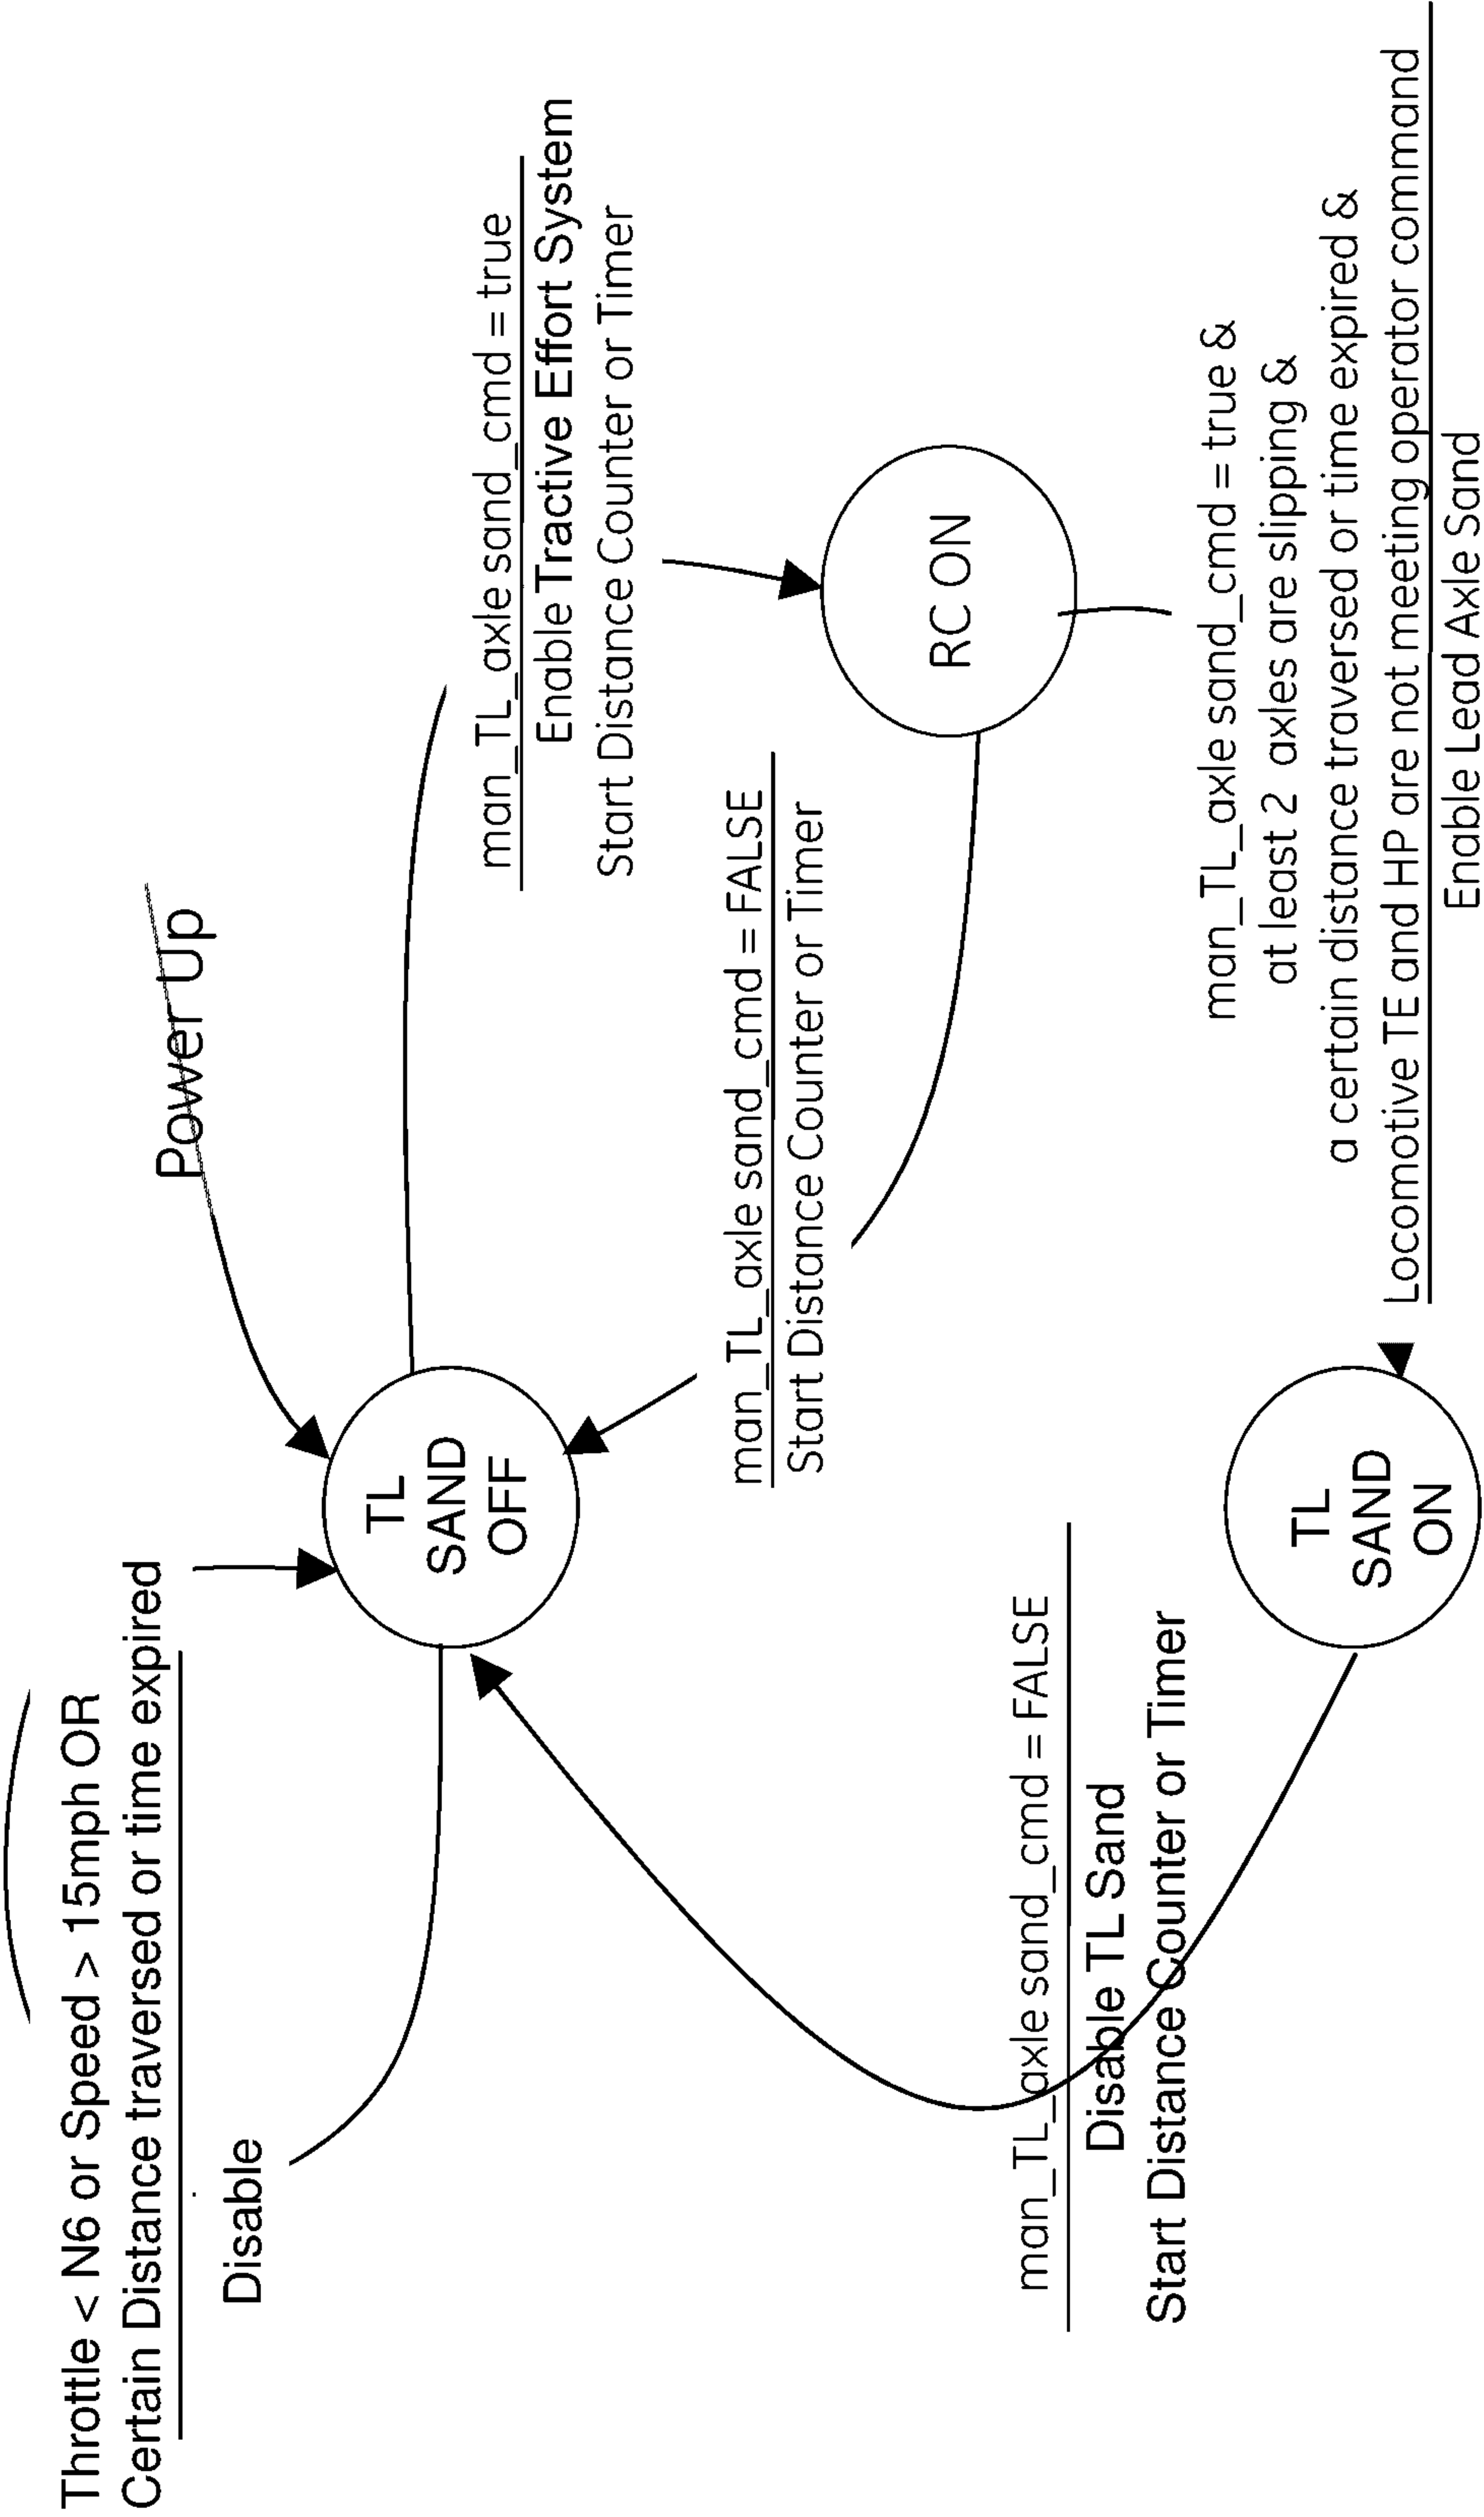 Throttle < N6 or Speed > 15mph OR
Certain Distance traversed or time expired
Disable
Power Up
TL
SAND
OFF
man_TL_axle sand_cmd = true
Enable Tractive Effort System
Start Distance Counter or Timer
man_TL_axle sand_cmd = FALSE
Start Distance Counter or Timer
RC ON
man_TL_axle sand_cmd = FALSE
Disable TL Sand
Start Distance Counter or Timer
TL
SAND
ON
man_TL_axle sand_cmd = true &
at least 2 axles are slipping &
a certain distance traversed or time expired &
Locomotive TE and HP are not meeting operator command
Enable Lead Axle Sand